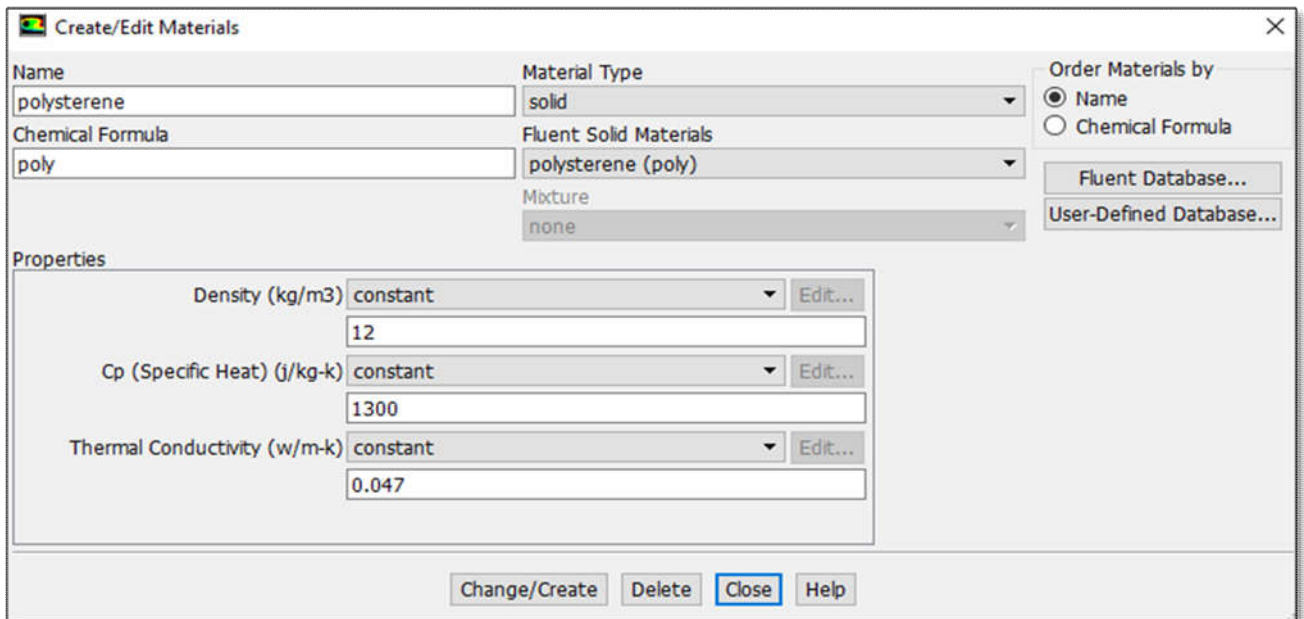 Create/Edit Materials
Name
polysterene
Chemical Formula
poly
Material Type
solid
Fluent Solid Materials
polysterene (poly)
Mixture
none
Order Materials by
Name
Chemical Formula
Fluent Database...
User-Defined Database...
Properties
Density (kg/m3) constant Edit...
12
Cp (Specific Heat) (j/kg-k) constant Edit...
1300
Thermal Conductivity (w/m-k) constant Edit...
0.047
Change/Create Delete Close Help